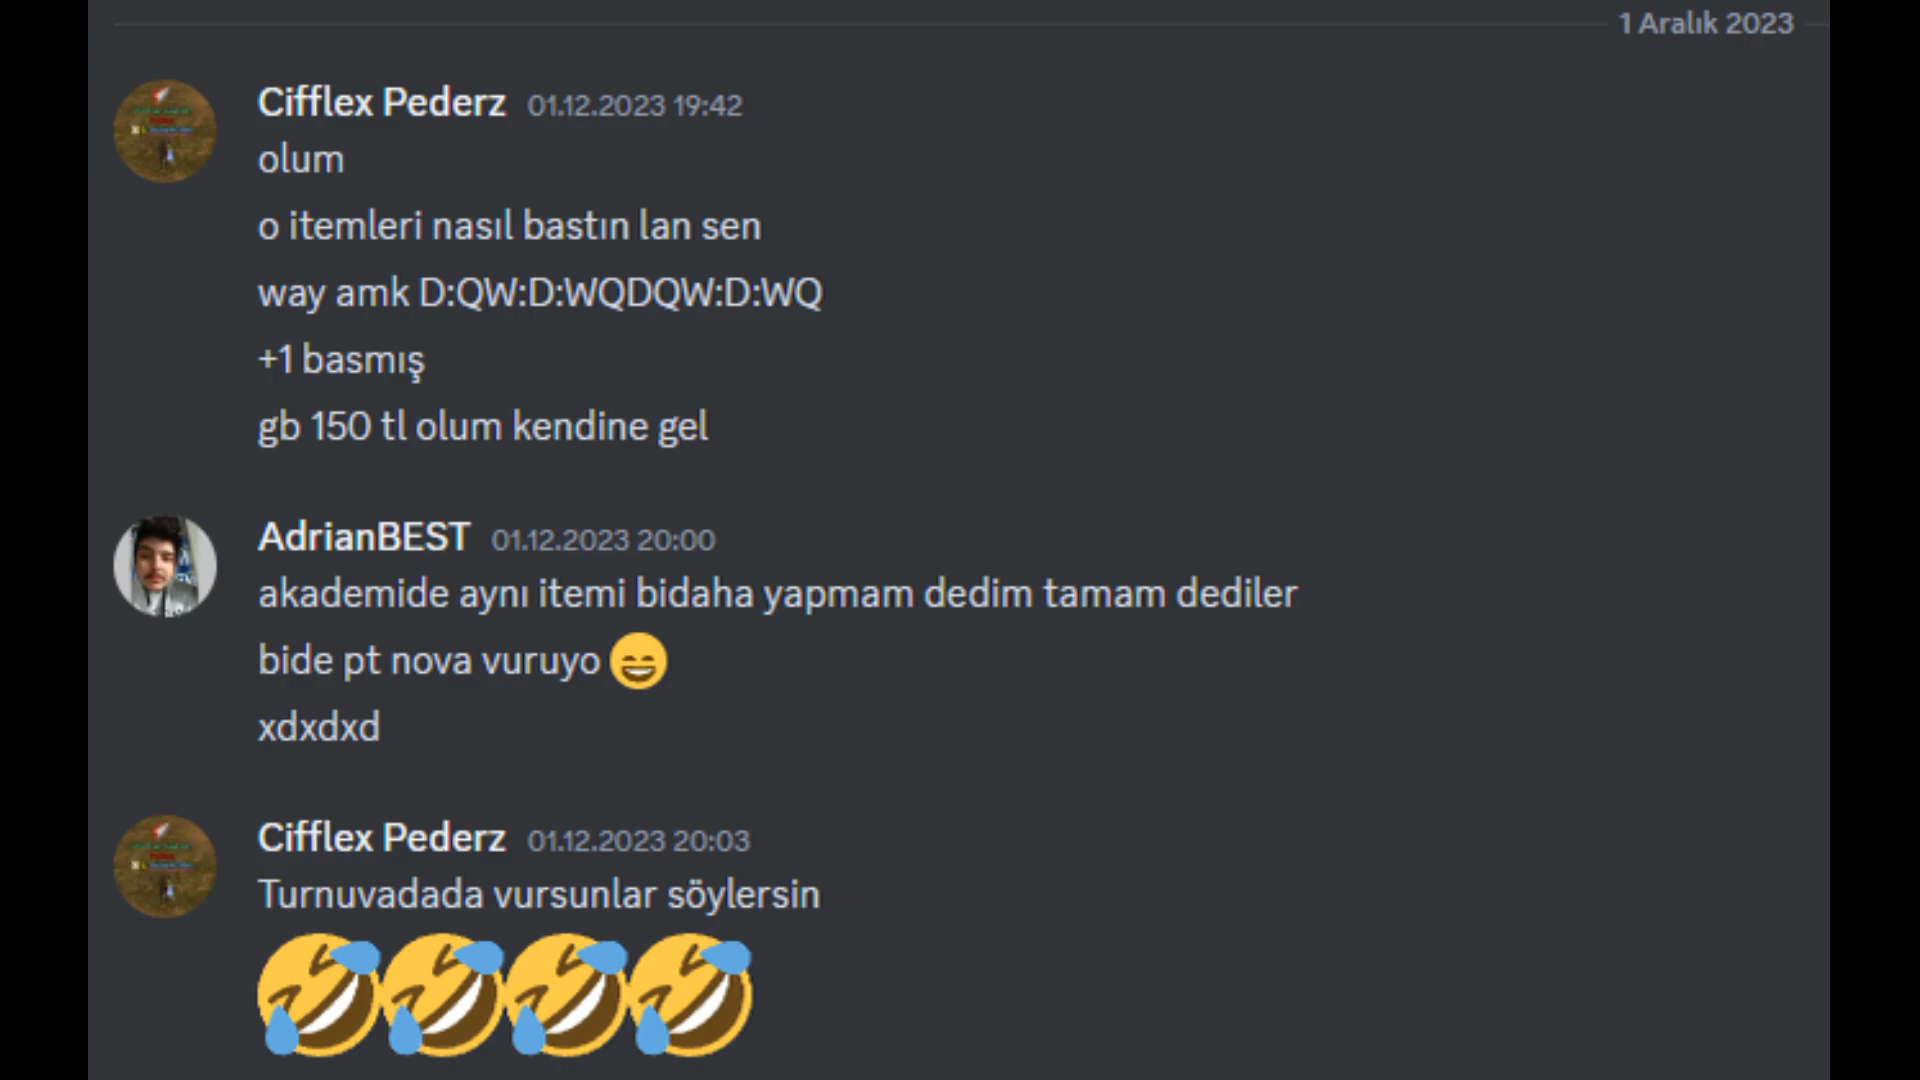 1 Aralık 2023
Cifflex Pederz 01.12.2023 19:42
olum
o itemleri nasıl bastın lan sen
way amk D:QW:D:WQDQW:D:WQ
+1 basmış
gb 150 tl olum kendine gel
AdrianBEST 01.12.2023 20:00
akademide aynı itemi bidaha yapmam dedim tamam dediler
bide pt nova vuruyo 😄
xdxdxd
Cifflex Pederz 01.12.2023 20:03
Turnuvadada vursunlar söylersin
🤣🤣🤣🤣